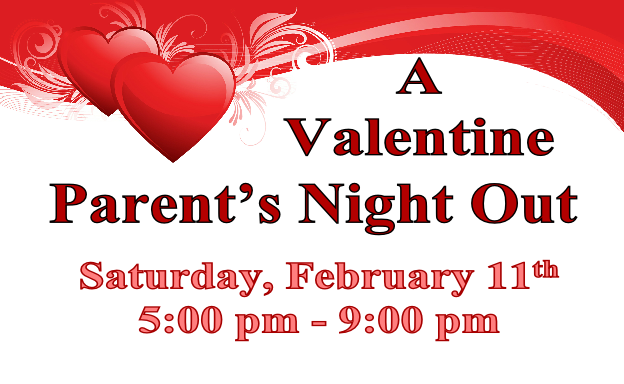 A
Valentine
Parent's Night Out
Saturday, February 11th
5:00 pm - 9:00 pm